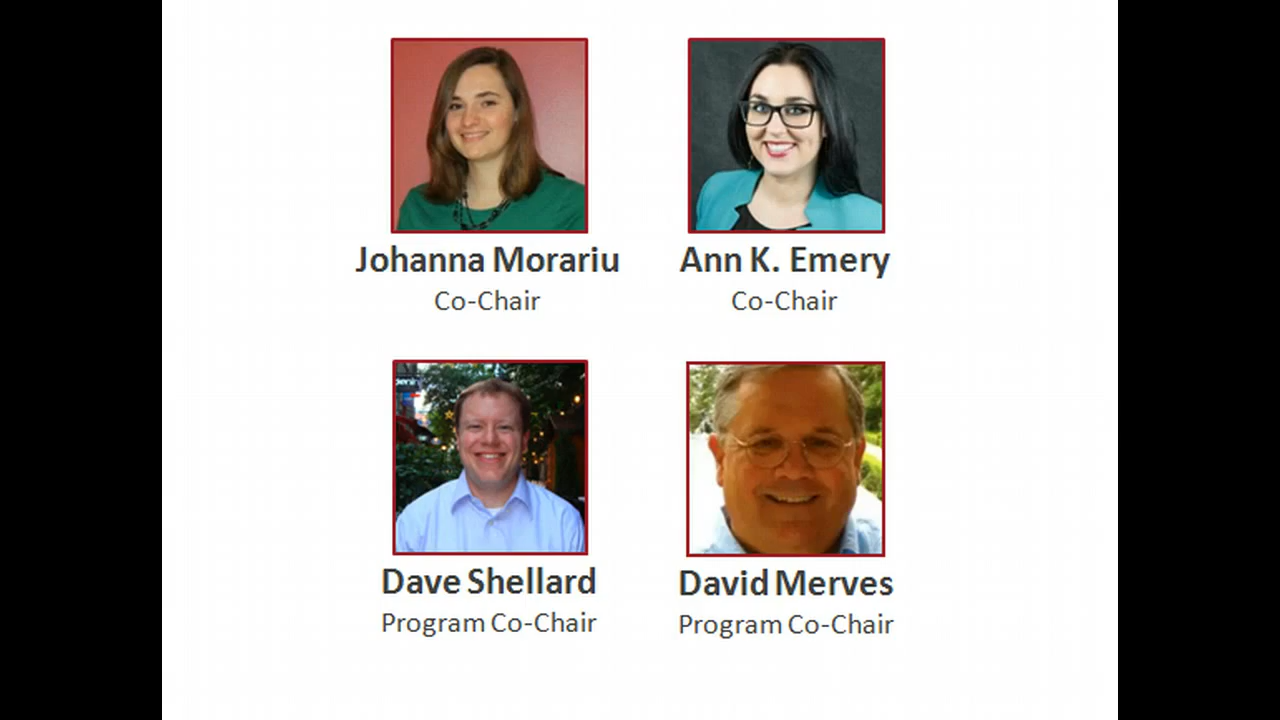 Johanna Morariu
Co-Chair
Ann K. Emery
Co-Chair
Dave Shellard
Program Co-Chair
David Merves
Program Co-Chair